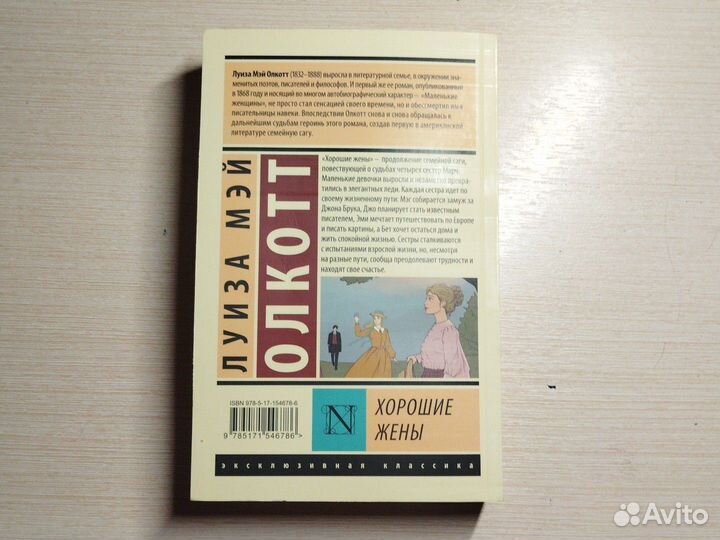 Луиза Мэй Олкотт (1832–1888) выросла в литературной семье, в окружении зна-
менитых поэтов, писателей и философов. И первый же ее роман, опубликованный
в 1868 году и носящий во многом автобиографический характер – «Маленькие
женщины», не просто стал сенсацией своего времени, но и обессмертил имя
писательницы навеки. Впоследствии Олкотт снова и снова обращалась к
дальнейшим судьбам героинь этого романа, создав первую в американской
литературе семейную сагу.
ЛУИЗА МЭЙ
ОЛКОТТ
«Хорошие жены» – продолжение семейной саги,
повествующей о судьбах четырех сестер Марч.
Маленькие девочки выросли и незаметно превра-
тились в элегантных леди. Каждая сестра идет по
своему жизненному пути: Мэг собирается замуж за
Джона Брука, Джо планирует стать известным
писателем, Эми мечтает путешествовать по Европе
и писать картины, а Бет хочет остаться дома и
жить спокойной жизнью. Сестры сталкиваются
с испытаниями взрослой жизни, но, несмотря
на разные пути, сообща преодолевают трудности и
находят свое счастье.
ISBN 978-5-17-154678-6
9 785171 546786 >
N
ХОРОШИЕ
ЖЕНЫ
эксклюзивная классика
Avito